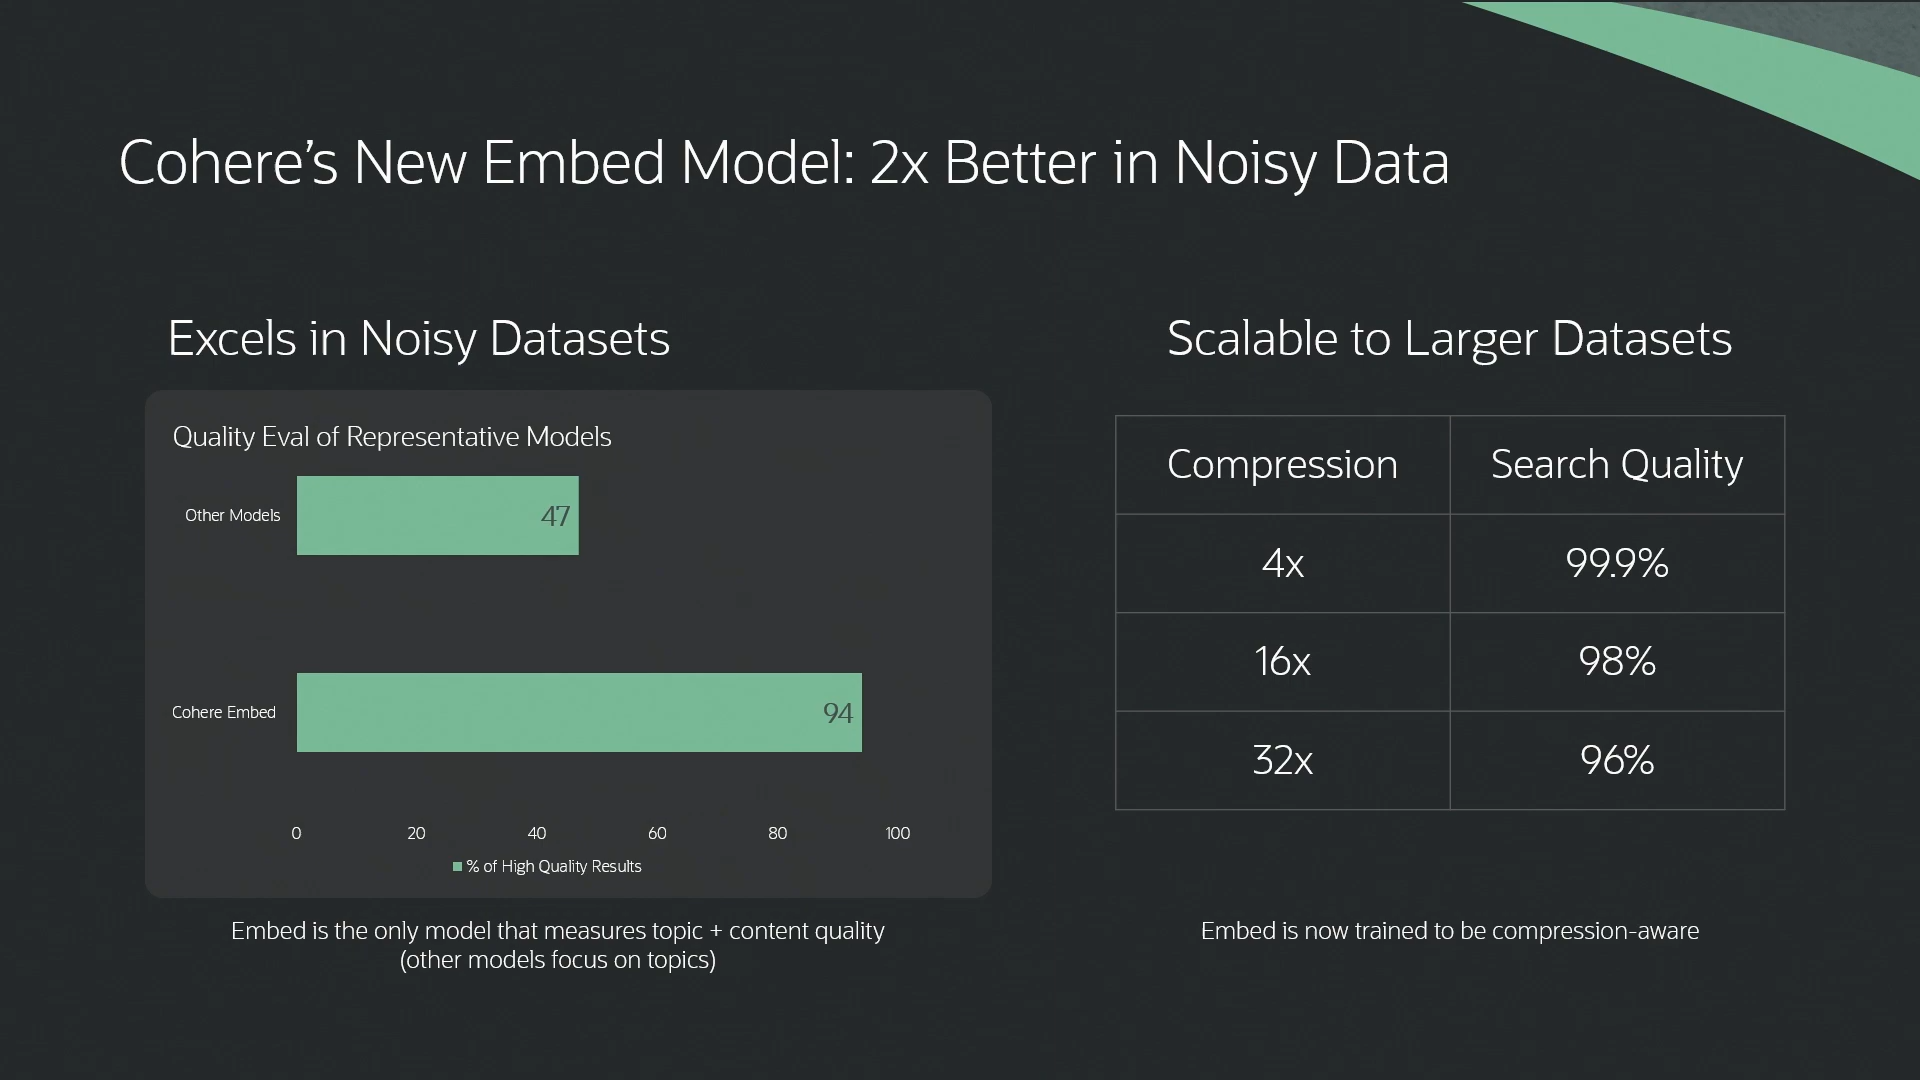 Cohere’s New Embed Model: 2x Better in Noisy Data
Excels in Noisy Datasets
Quality Eval of Representative Models
Other Models
47
Cohere Embed
94
0 20 40 60 80 100
% of High Quality Results
Embed is the only model that measures topic + content quality
(other models focus on topics)
Scalable to Larger Datasets
Compression Search Quality
4x 99.9%
16x 98%
32x 96%
Embed is now trained to be compression-aware